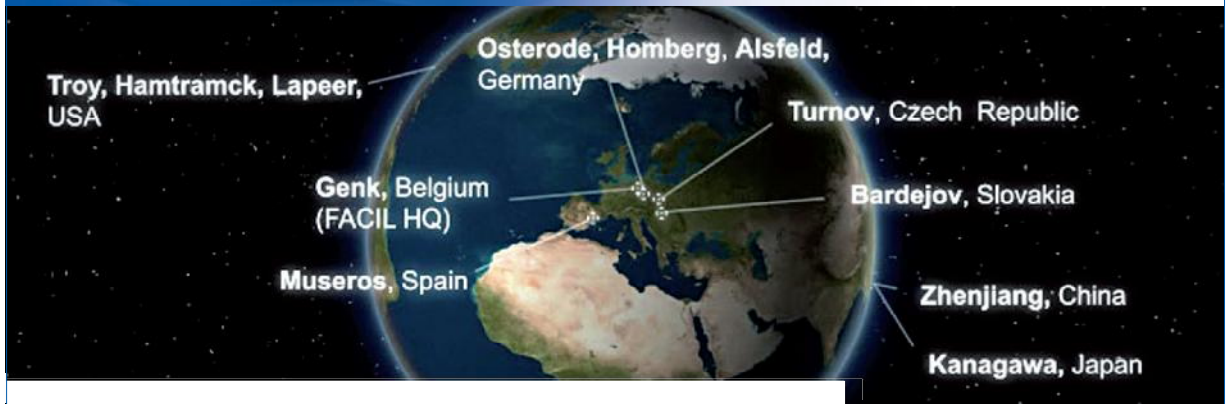 Troy, Hamtramck, Lapeer,
USA
Osterode, Homberg, Alsfeld,
Germany
Turnov, Czech Republic
Genk, Belgium
(FACIL HQ)
Bardejov, Slovakia
Museros, Spain
Zhenjiang, China
Kanagawa, Japan